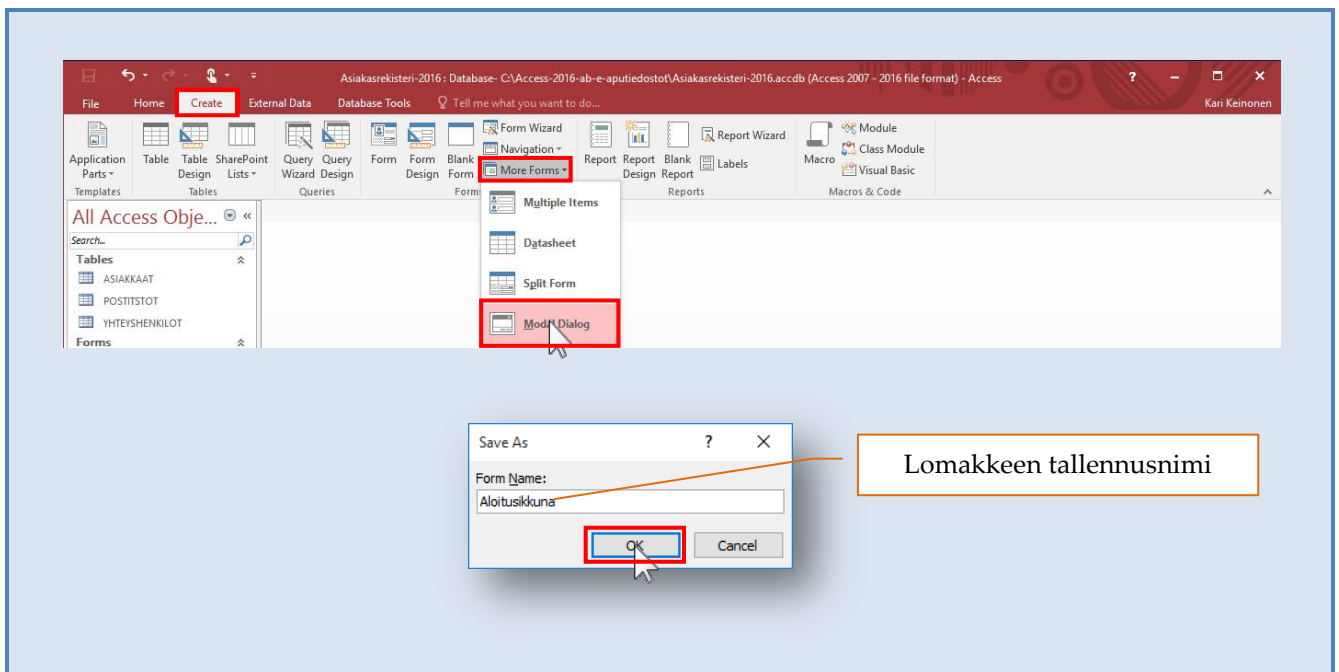 Asiakasrekisteri-2016 : Database- C:\Access-2016-ab-e-aputiedostot\Asiakasrekisteri-2016.accdb (Access 2007 - 2016 file format) - Access
?
File Home Create External Data Database Tools Tell me what you want to do... Kari Keinonen
Application Parts
Table
Table Design
SharePoint Lists
Query Wizard
Query Design
Form
Form Design
Blank Form
Form Wizard
Navigation
More Forms
Report
Report Design
Blank Report
Report Wizard
Labels
Macro
Module
Class Module
Visual Basic
Templates Tables Queries Form Reports Macros & Code
All Access Obje...
Search...
Tables
ASIAKKAAT
POSTITSTOT
YHTEYSHENKILOT
Forms
Multiple Items
Datasheet
Split Form
Modal Dialog
Save As ?
Form Name:
Aloitusikkuna
OK Cancel
Lomakkeen tallennusnimi